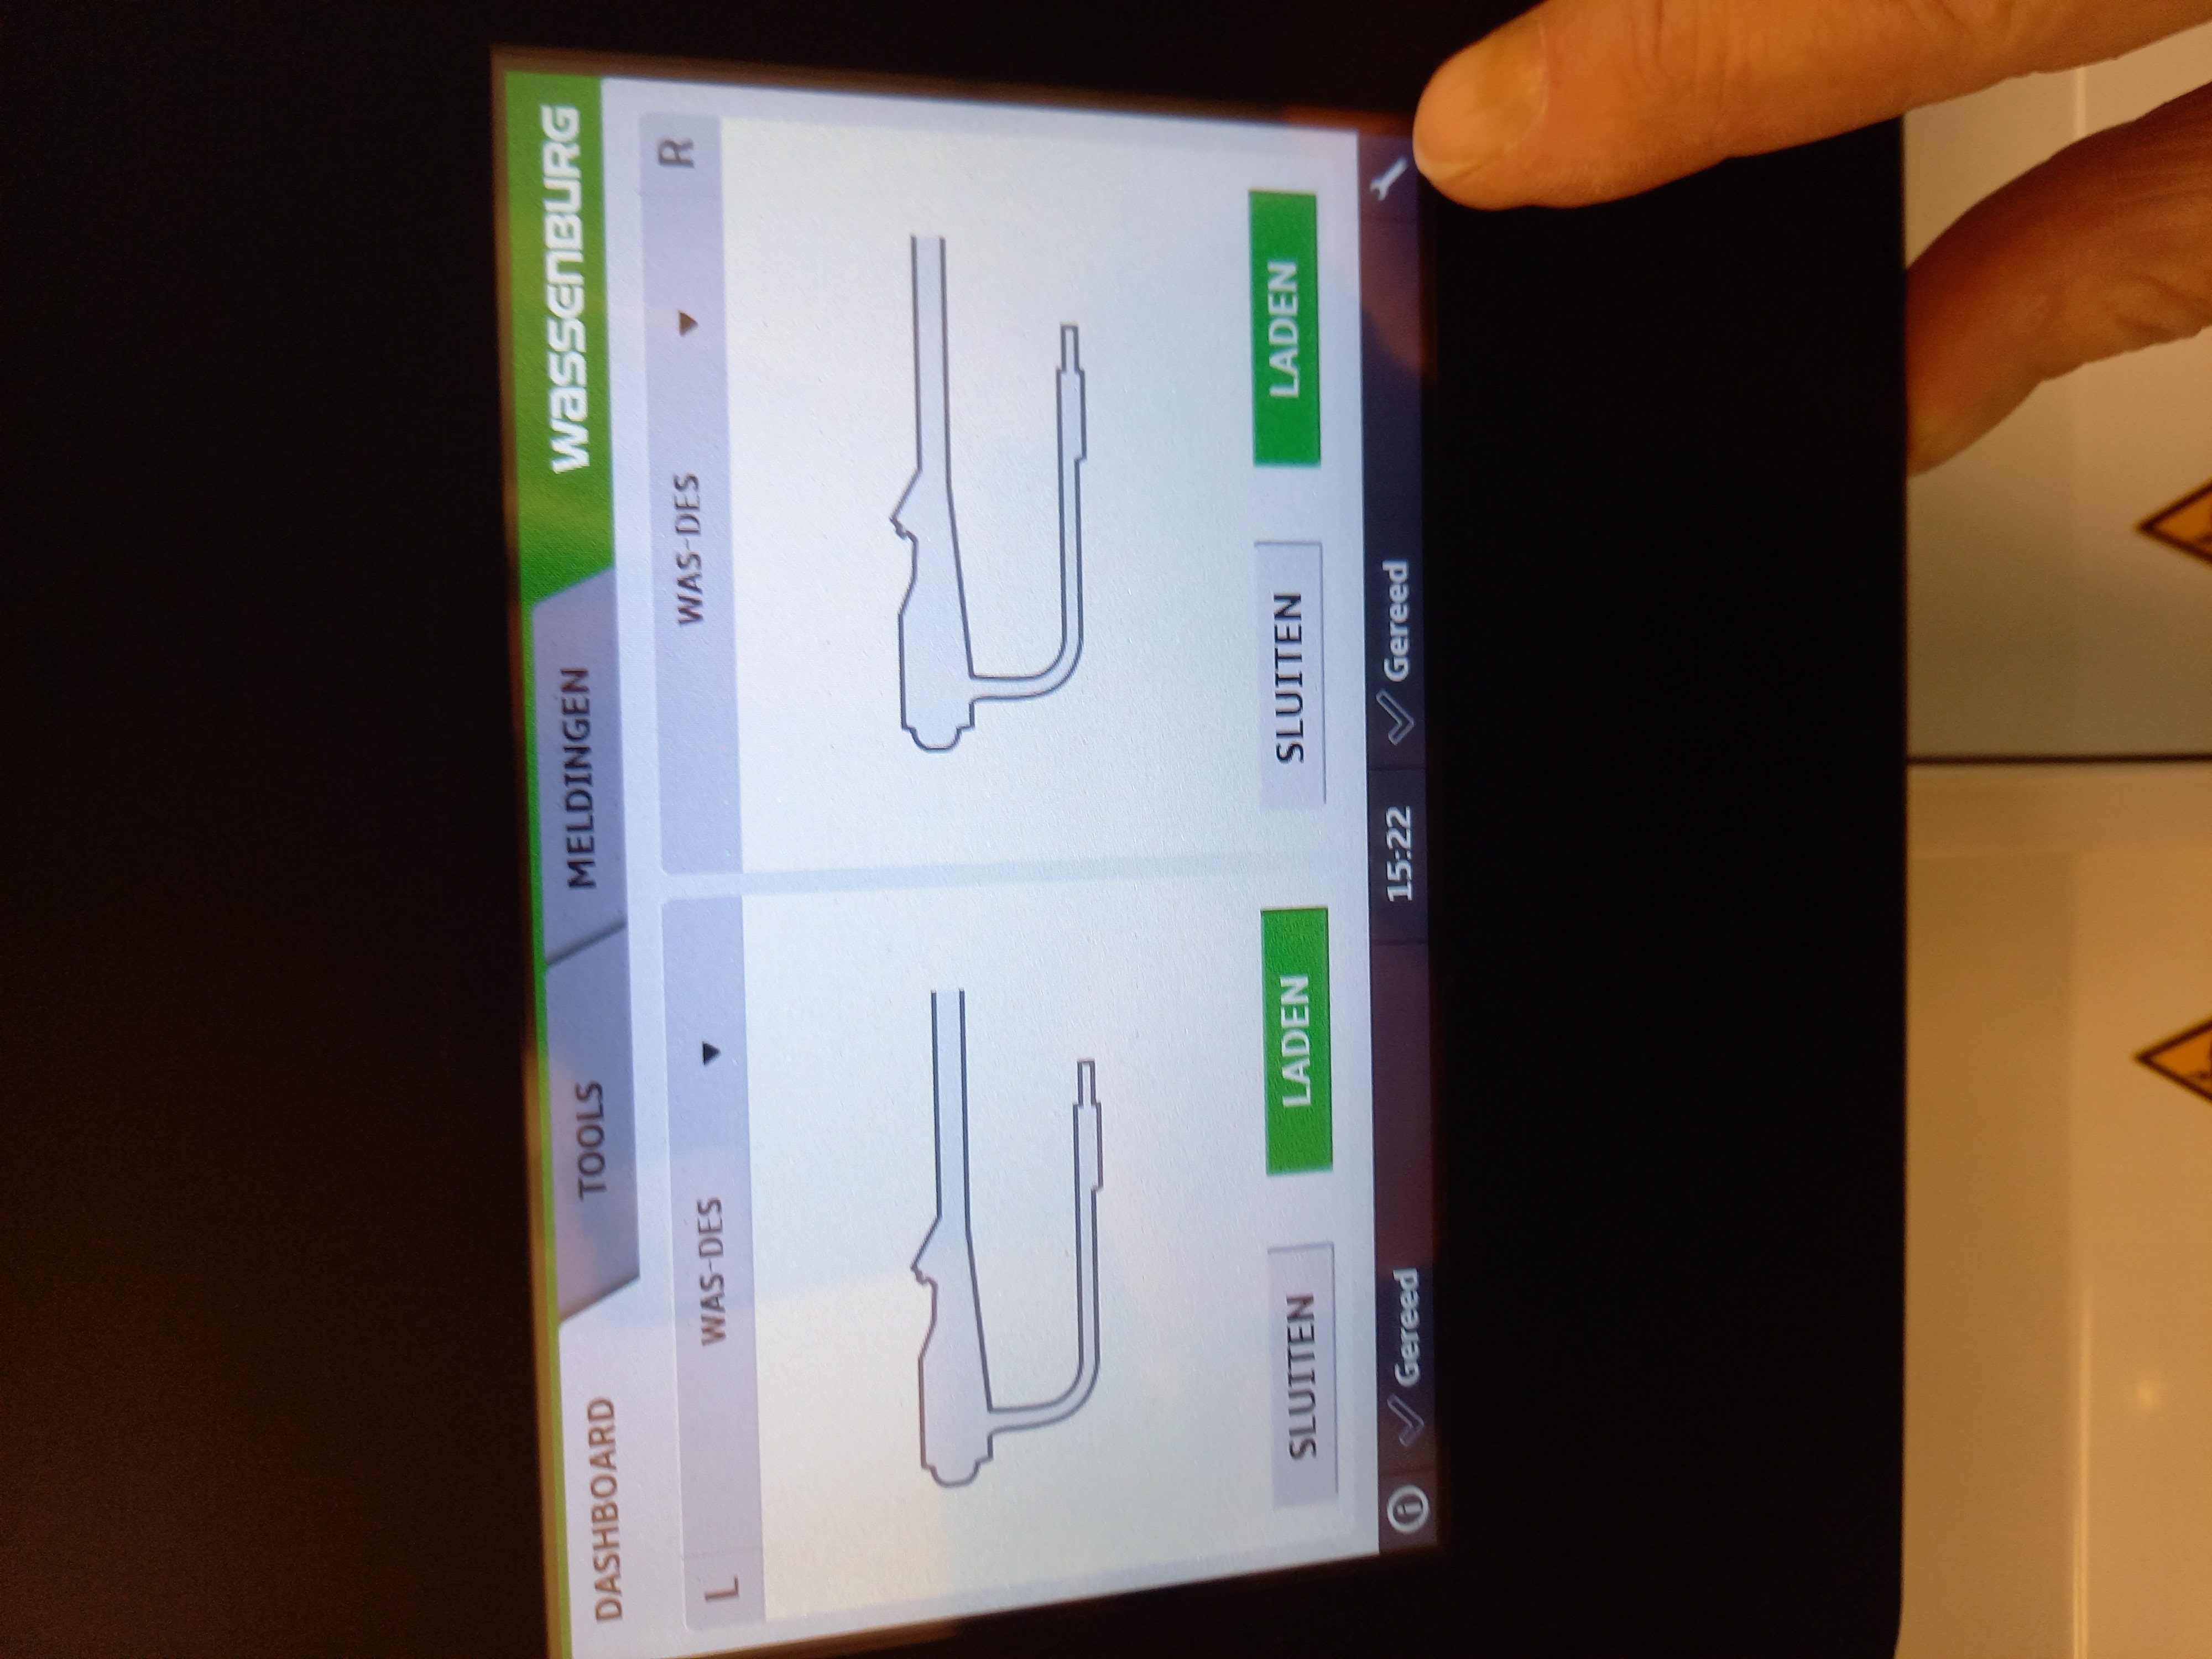 DASHBOARD TOOLS MELDINGEN WASSENBURG
L WAS-DES WAS-DES R
SLUITEN LADEN SLUITEN LADEN
Gereed 15:22 Gereed